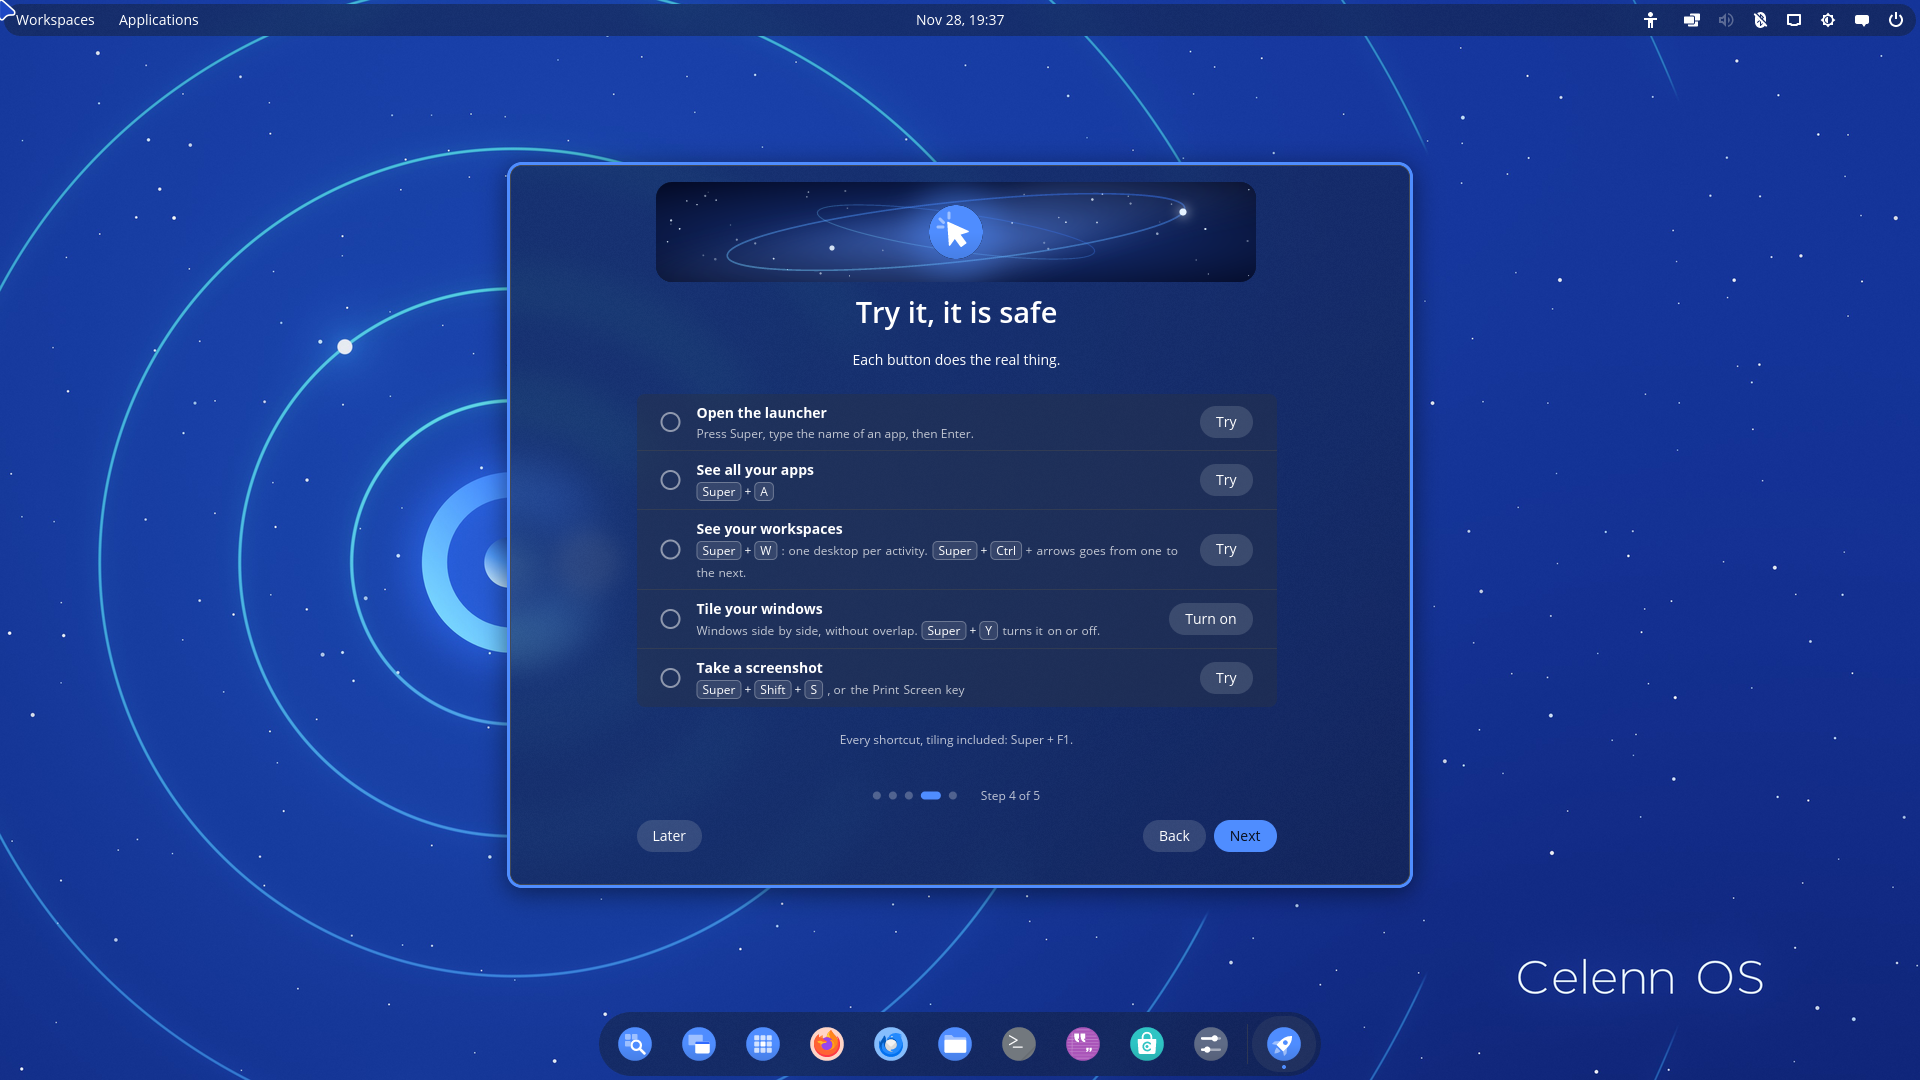 Workspaces Applications Nov 28, 19:37
Try it, it is safe
Each button does the real thing.
Open the launcher
Press Super, type the name of an app, then Enter.
Try
See all your apps
Super + A
Try
See your workspaces
Super + W : one desktop per activity. Super + Ctrl + arrows goes from one to
the next.
Try
Tile your windows
Windows side by side, without overlap. Super + Y turns it on or off.
Turn on
Take a screenshot
Super + Shift + S , or the Print Screen key
Try
Every shortcut, tiling included: Super + F1.
Step 4 of 5
Later Back Next
Celenn OS